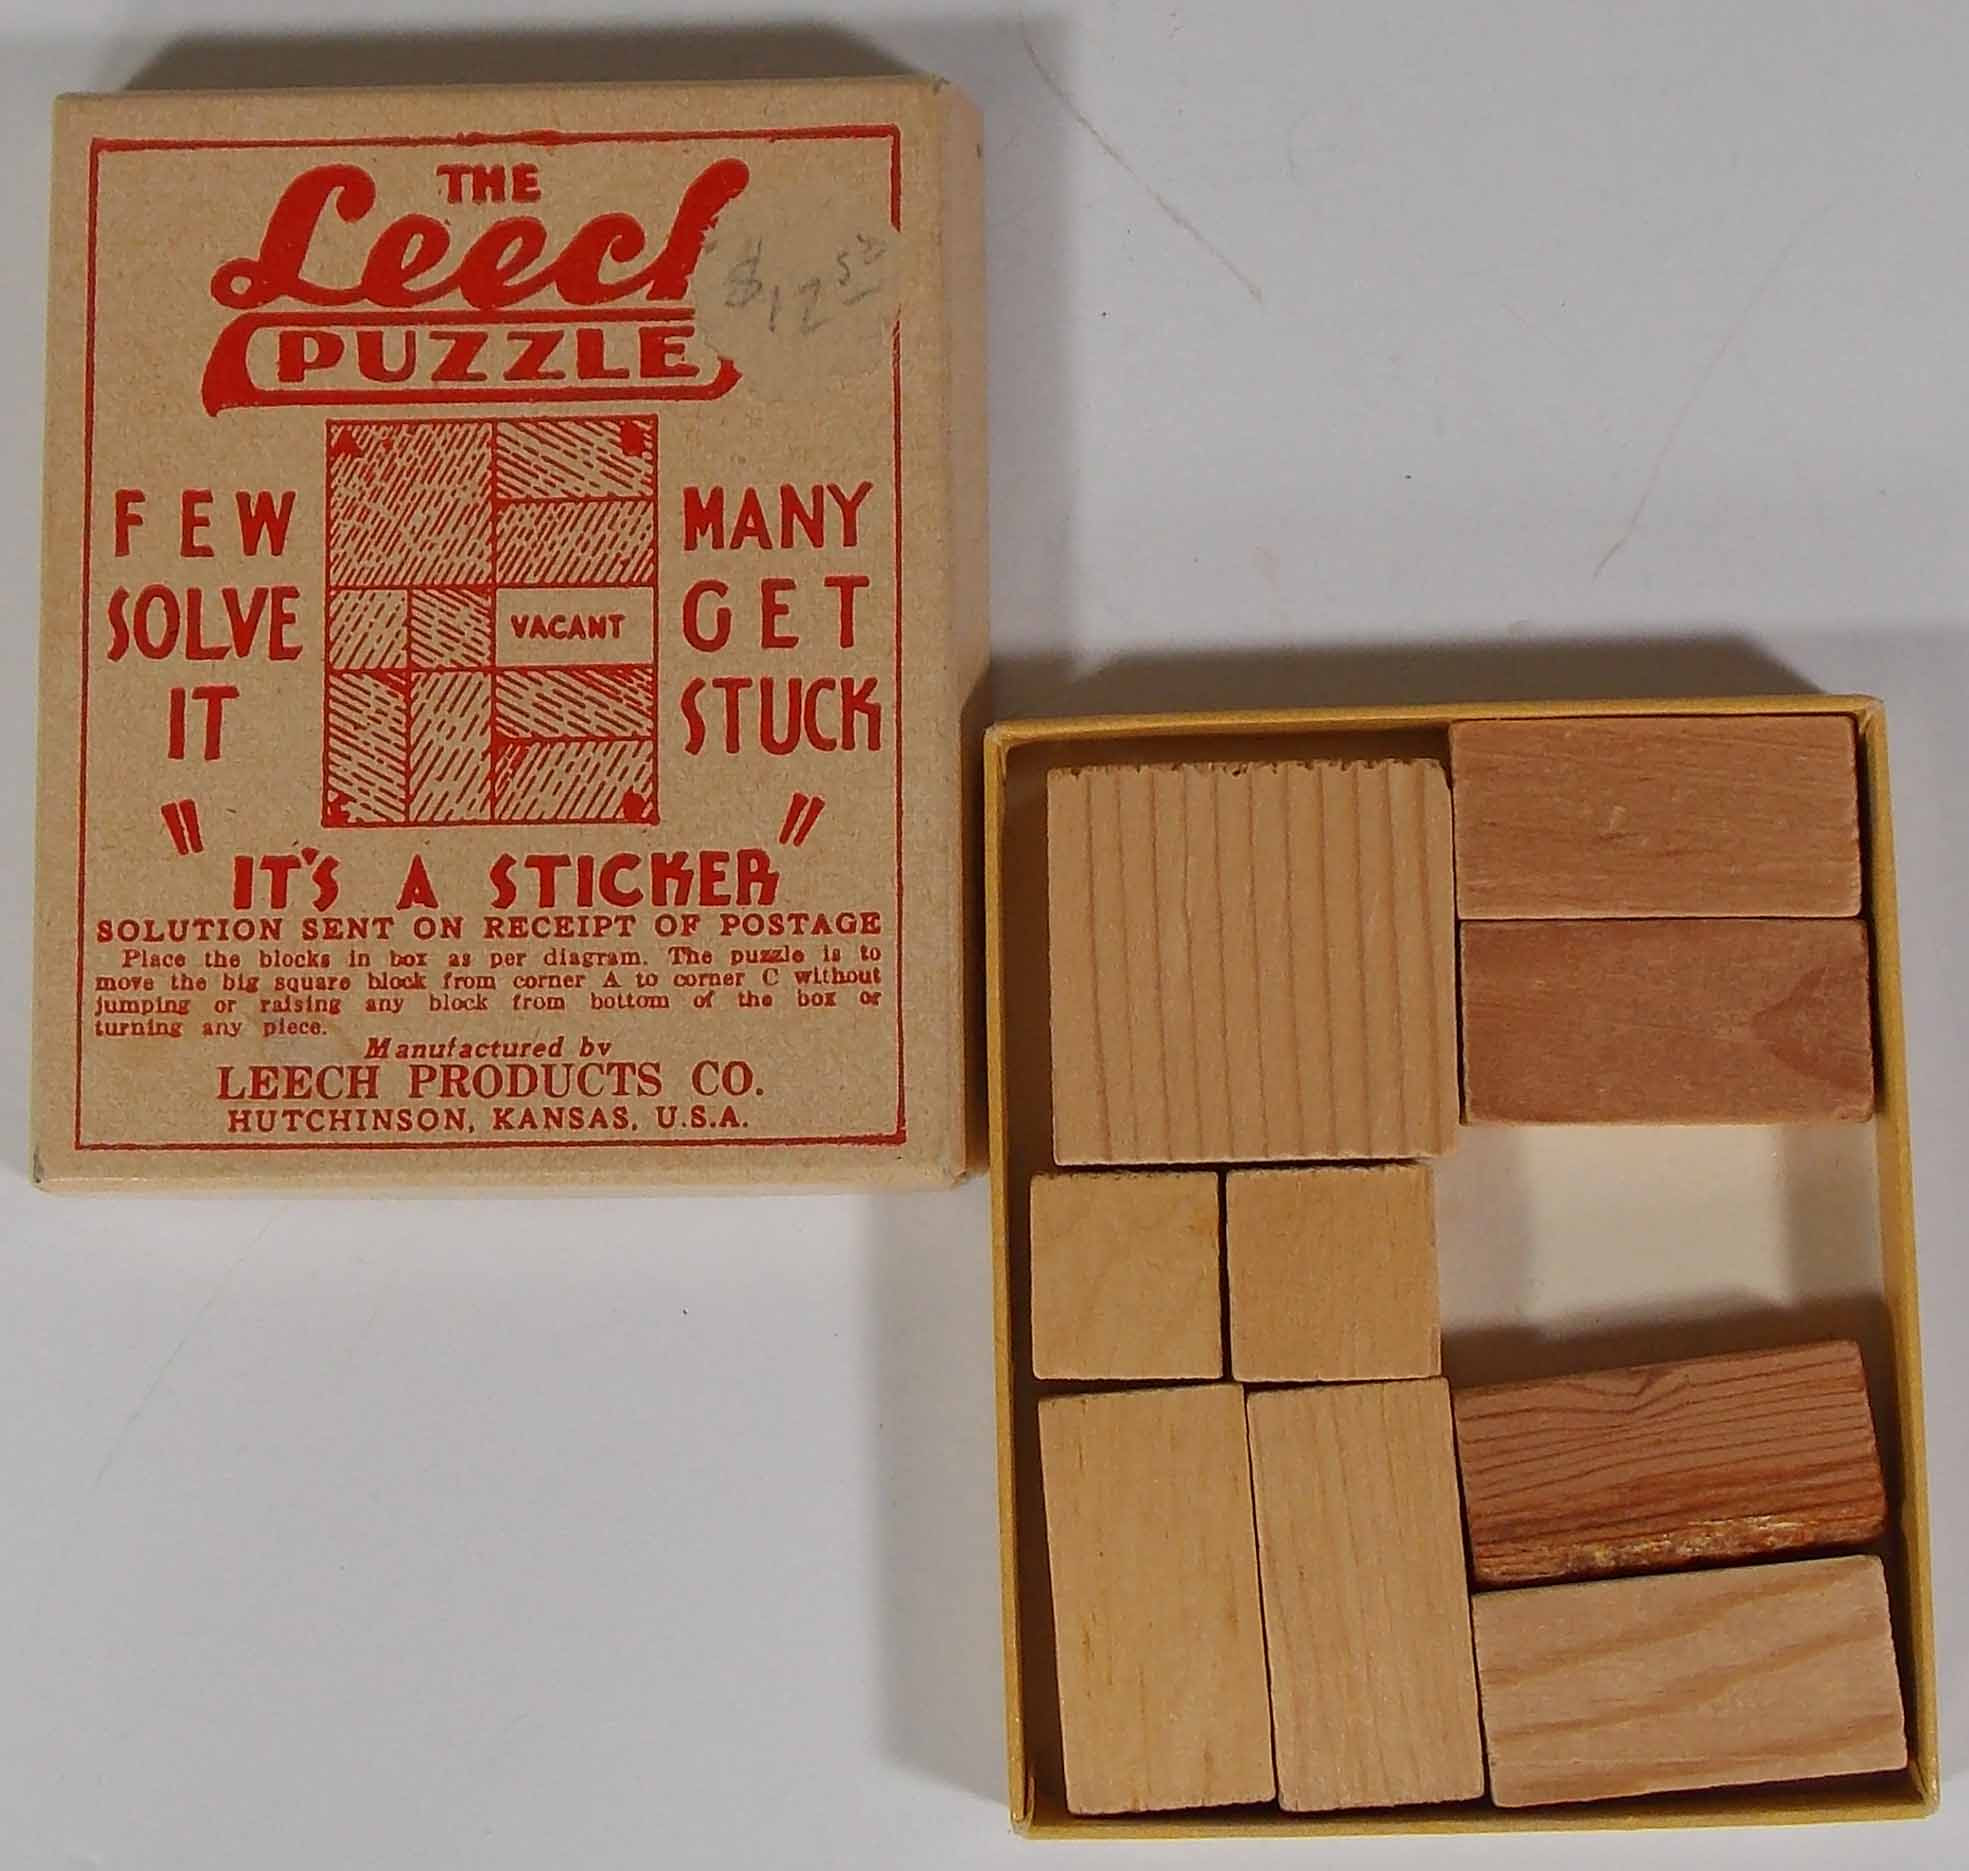 THE
Leech
PUZZLE
$12 50
FEW
SOLVE
IT
MANY
GET
STUCK
VACANT
"IT'S A STICKER"
SOLUTION SENT ON RECEIPT OF POSTAGE
Place the blocks in box as per diagram. The puzzle is to
move the big square block from corner A to corner C without
jumping or raising any block from bottom of the box or
turning any piece.
Manufactured by
LEECH PRODUCTS CO.
HUTCHINSON, KANSAS, U.S.A.